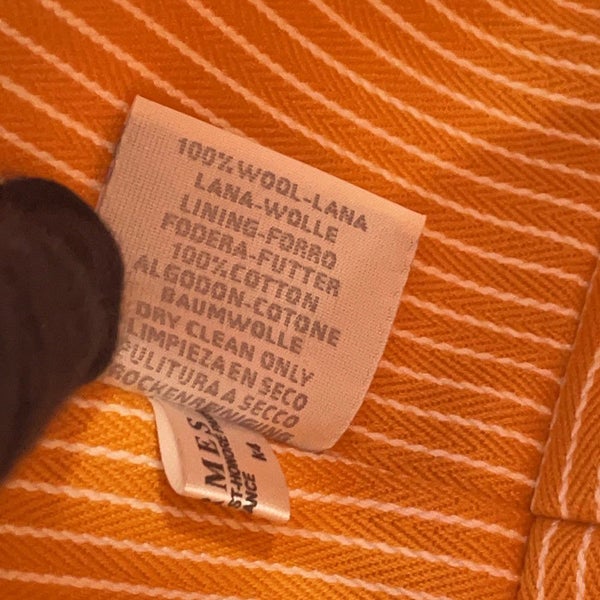 100%WOOL-LANA
LANA-WOLLE
LINING-FORRO
FODERA-FUTTER
100%COTTON
ALGODON-COTONE
BAUMWOLLE
DRY CLEAN ONLY
LIMPIEZA EN SECO
PULITURA A SECCO
MES